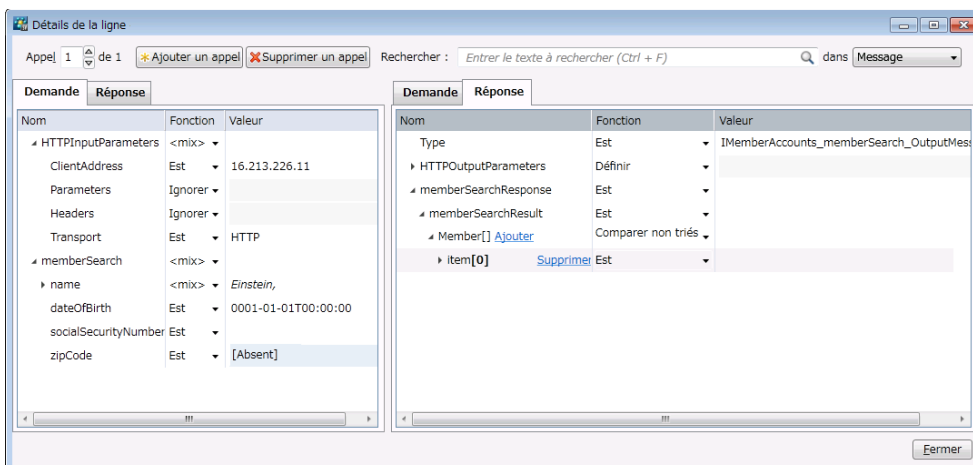 Détails de la ligne
Appel 1 de 1 Ajouter un appel Supprimer un appel Rechercher : Entrer le texte à rechercher (Ctrl + F) dans Message
Demande Réponse
Nom Fonction Valeur
HTTPInputParameters <mix>
ClientAddress Est 16.213.226.11
Parameters Ignorer
Headers Ignorer
Transport Est HTTP
memberSearch <mix>
name <mix> Einstein,
dateOfBirth Est 0001-01-01T00:00:00
socialSecurityNumber Est
zipCode Est [Absent]
Demande Réponse
Nom Fonction Valeur
Type Est IMemberAccounts_memberSearch_OutputMess
HTTPOutputParameters Définir
memberSearchResponse Est
memberSearchResult Est
Member[] Ajouter Comparer non triés
item[0] Supprimer Est
Fermer